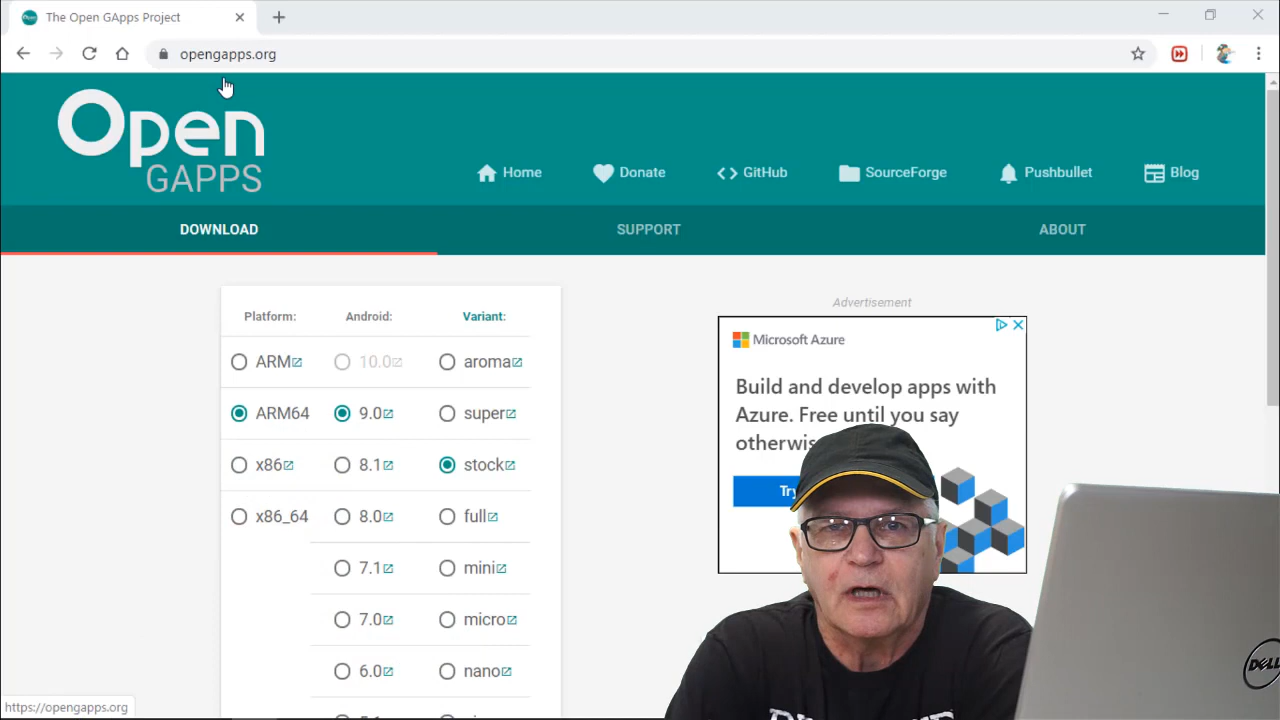 The Open GApps Project
opengapps.org
Open
GAPPS
Home
Donate
GitHub
SourceForge
Pushbullet
Blog
DOWNLOAD
SUPPORT
ABOUT
Platform:
Android:
Variant:
ARM
10.0
aroma
ARM64
9.0
super
x86
8.1
stock
x86_64
8.0
full
7.1
mini
7.0
micro
6.0
nano
Advertisement
Microsoft Azure
Build and develop apps with
Azure. Free until you say
DELL
https://opengapps.org